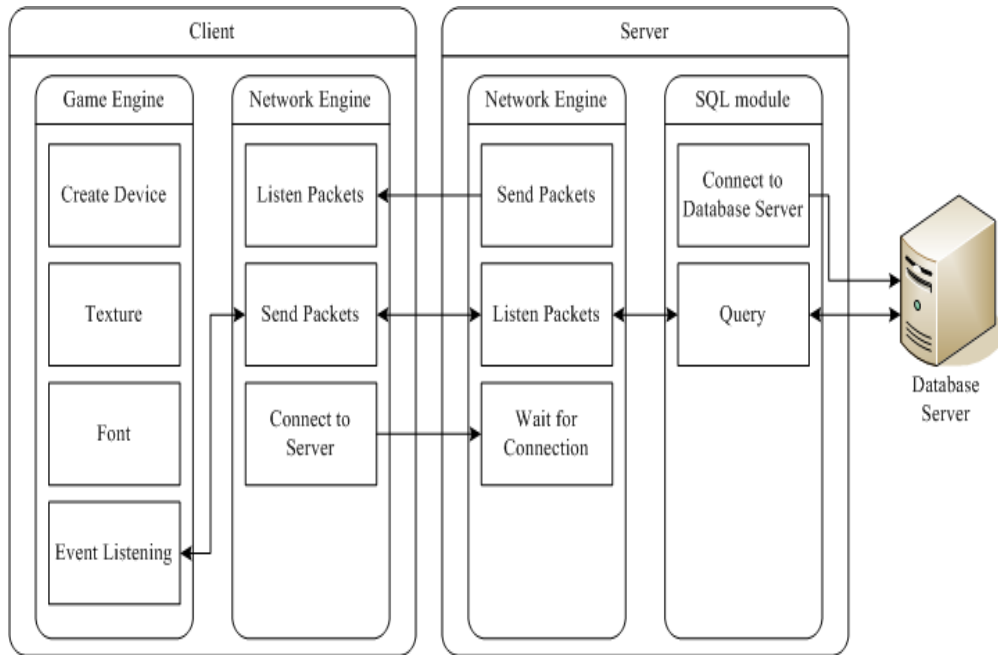 Client
Game Engine
Create Device
Texture
Font
Event Listening
Network Engine
Listen Packets
Send Packets
Connect to
Server
Server
Network Engine
Send Packets
Listen Packets
Wait for
Connection
SQL module
Connect to
Database Server
Query
Database
Server